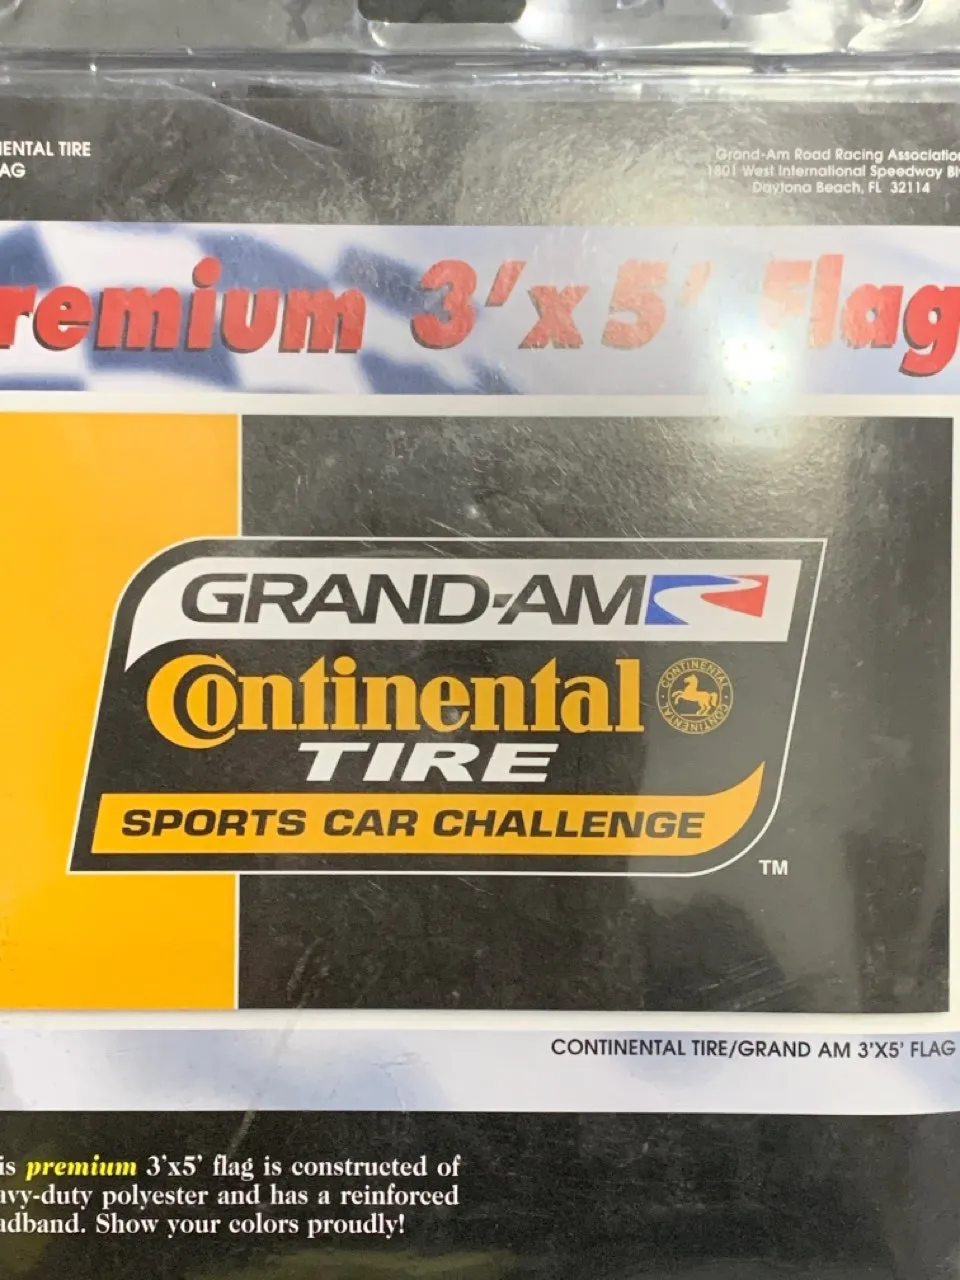 ENTAL TIRE
AG
Grand-Am Road Racing Association
1801 West International Speedway Bl
Daytona Beach, FL 32114
remium 3'x5' Flag
GRAND-AM
Continental
CONTINENTAL
CONTINENTAL
TIRE
SPORTS CAR CHALLENGE
TM
CONTINENTAL TIRE/GRAND AM 3'X5' FLAG
is premium 3'x5' flag is constructed of
avy-duty polyester and has a reinforced
adband. Show your colors proudly!